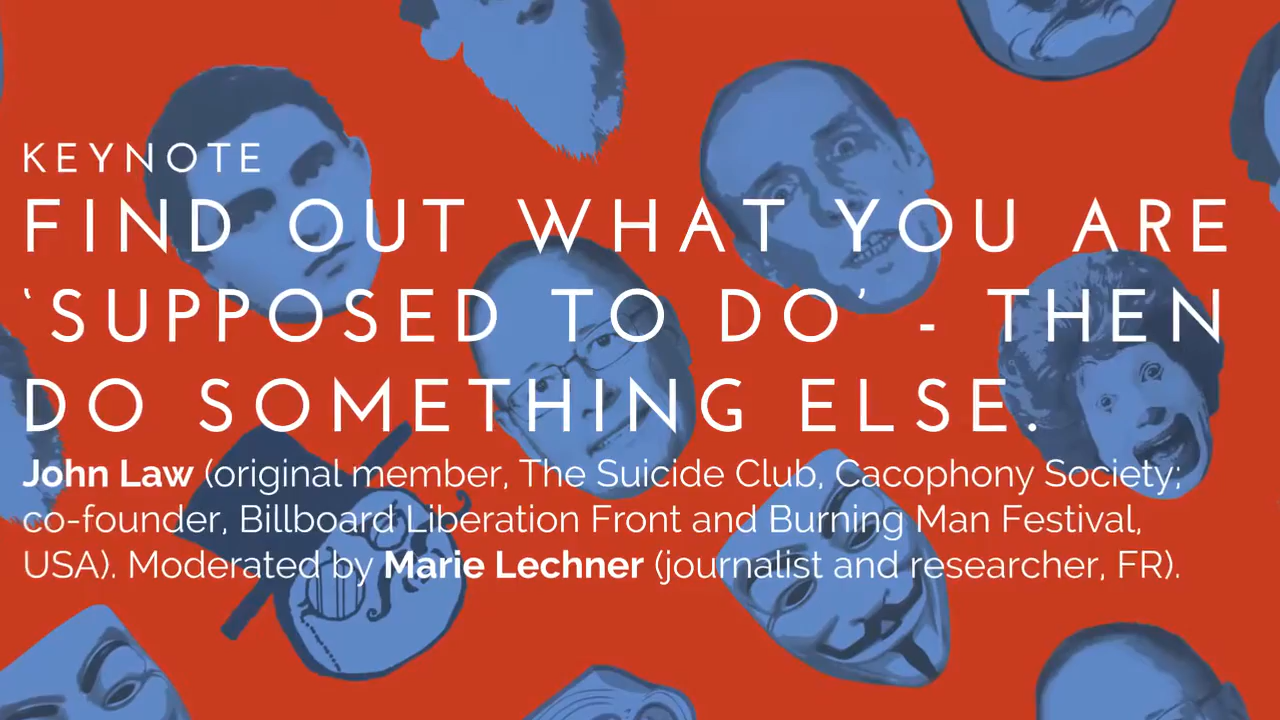 KEYNOTE
FIND OUT WHAT YOU ARE
‘SUPPOSED TO DO’ - THEN
DO SOMETHING ELSE.
John Law (original member, The Suicide Club, Cacophony Society;
co-founder, Billboard Liberation Front and Burning Man Festival,
USA). Moderated by Marie Lechner (journalist and researcher, FR).